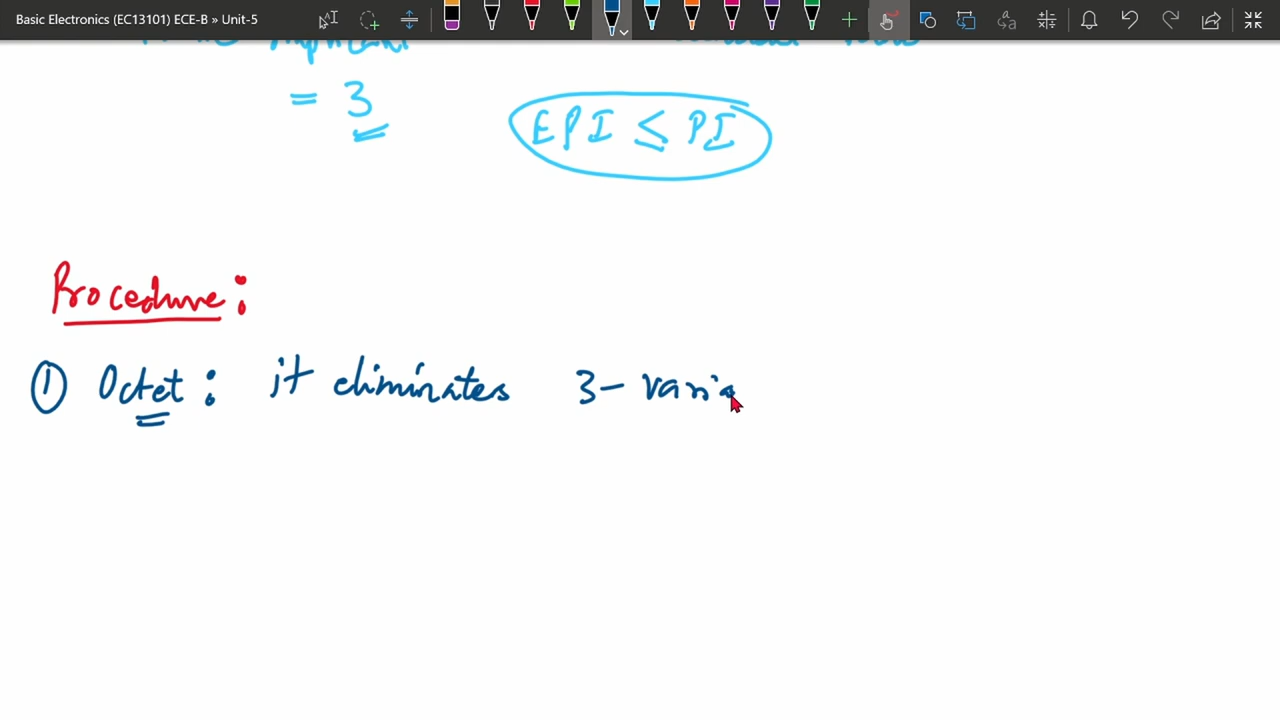 Basic Electronics (EC13101) ECE-B » Unit-5
= 3
EPI ≤ PI
Procedure:
① Octet: it eliminates 3- varia